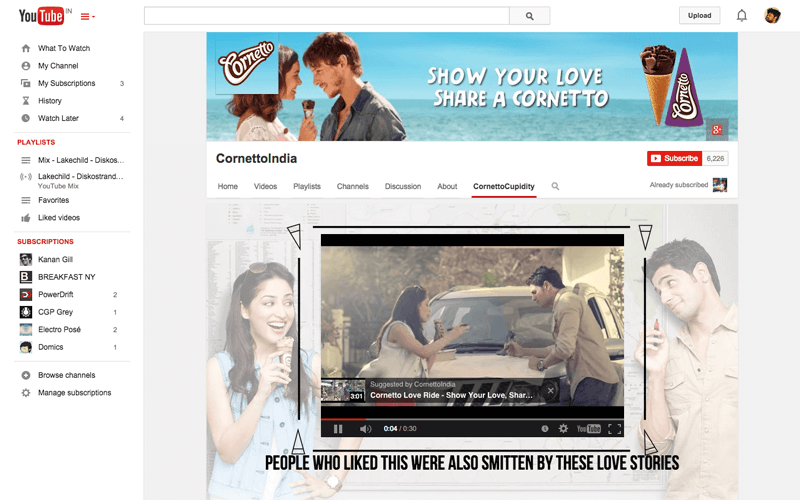 YouTube IN
Upload
What To Watch
My Channel
My Subscriptions 3
History
Watch Later 4
PLAYLISTS
Mix - Lakechild - Diskos...
Lakechild - Diskostrand...
YouTube Mix
Favorites
Liked videos
SUBSCRIPTIONS
Kanan Gill
BREAKFAST NY
PowerDrift 2
CGP Grey 1
Electro Posé 2
Domics 1
Browse channels
Manage subscriptions
Cornetto
SHOW YOUR LOVE
SHARE A CORNETTO
Cornetto
g+
CornettoIndia
Subscribe 6,226
Home Videos Playlists Channels Discussion About CornettoCupidity
Already subscribed
Suggested by CornettoIndia
Cornetto Love Ride - Show Your Love, Shar...
3:01
0:04 / 0:30
YouTube
PEOPLE WHO LIKED THIS WERE ALSO SMITTEN BY THESE LOVE STORIES